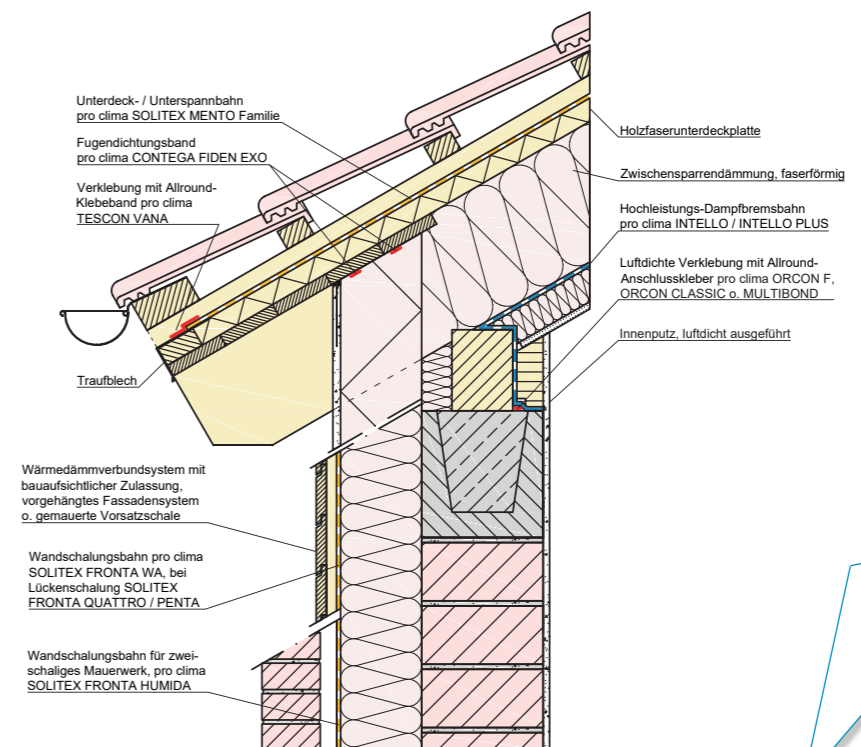 Unterdeck- / Unterspannbahn
pro clima SOLITEX MENTO Familie
Fugendichtungsband
pro clima CONTEGA FIDEN EXO
Verklebung mit Allround-
Klebeband pro clima
TESCON VANA
Traufblech
Wärmedämmverbundsystem mit
bauaufsichtlicher Zulassung,
vorgehängtes Fassadensystem
o. gemauerte Vorsatzschale
Wandschalungsbahn pro clima
SOLITEX FRONTA WA, bei
Lückenschalung SOLITEX
FRONTA QUATTRO / PENTA
Wandschalungsbahn für zwei-
schaliges Mauerwerk, pro clima
SOLITEX FRONTA HUMIDA
Holzfaserunterdeckplatte
Zwischensparrendämmung, faserförmig
Hochleistungs-Dampfbremsbahn
pro clima INTELLO / INTELLO PLUS
Luftdichte Verklebung mit Allround-
Anschlusskleber pro clima ORCON F,
ORCON CLASSIC o. MULTIBOND
Innenputz, luftdicht ausgeführt